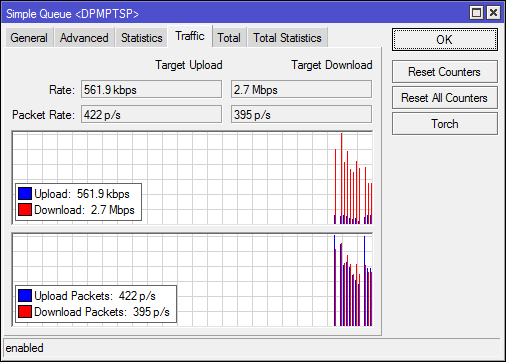 Simple Queue <DPMPTSP>
General Advanced Statistics Traffic Total Total Statistics
Target Upload Target Download
Rate: 561.9 kbps 2.7 Mbps
Packet Rate: 422 p/s 395 p/s
Upload: 561.9 kbps
Download: 2.7 Mbps
Upload Packets: 422 p/s
Download Packets: 395 p/s
OK
Reset Counters
Reset All Counters
Torch
enabled